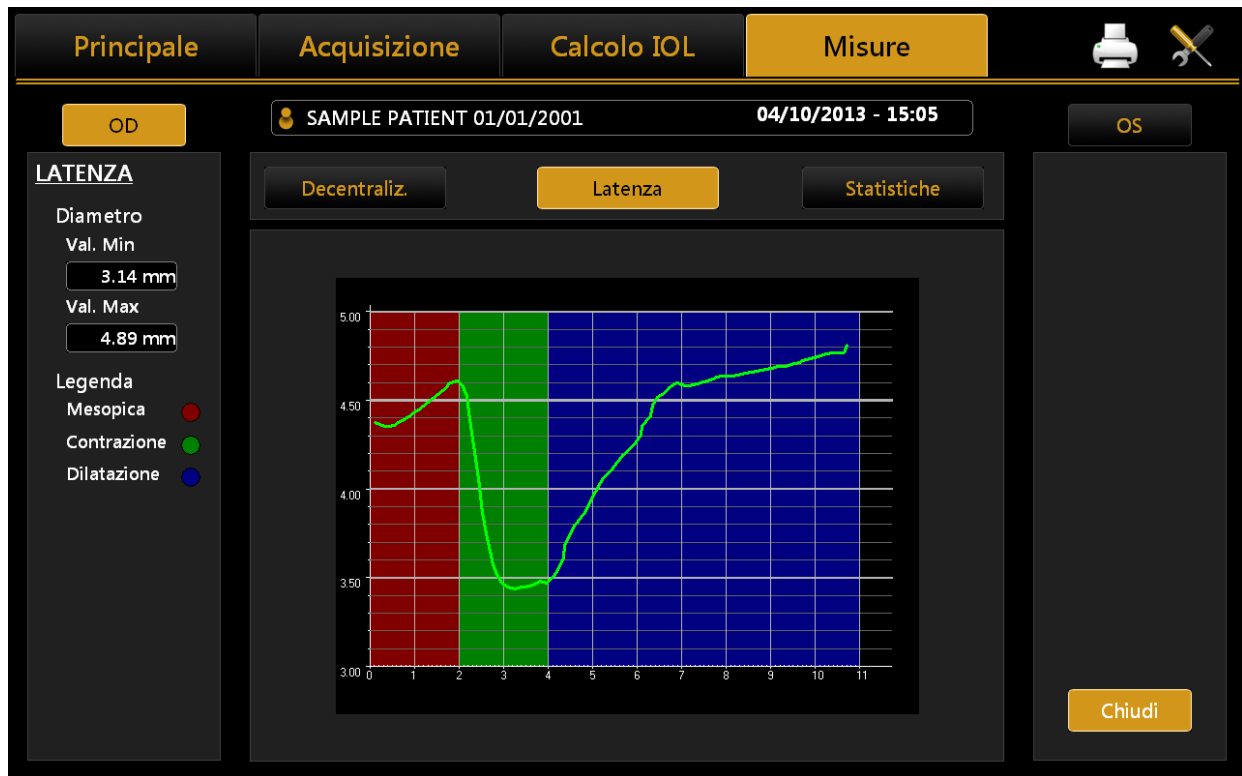 Principale Acquisizione Calcolo IOL Misure
OD
SAMPLE PATIENT 01/01/2001 04/10/2013 - 15:05
OS
LATENZA
Diametro
Val. Min
3.14 mm
Val. Max
4.89 mm
Legenda
Mesopica
Contrazione
Dilatazione
Decentraliz. Latenza Statistiche
5.00
4.50
4.00
3.50
3.00
0 1 2 3 4 5 6 7 8 9 10 11
Chiudi